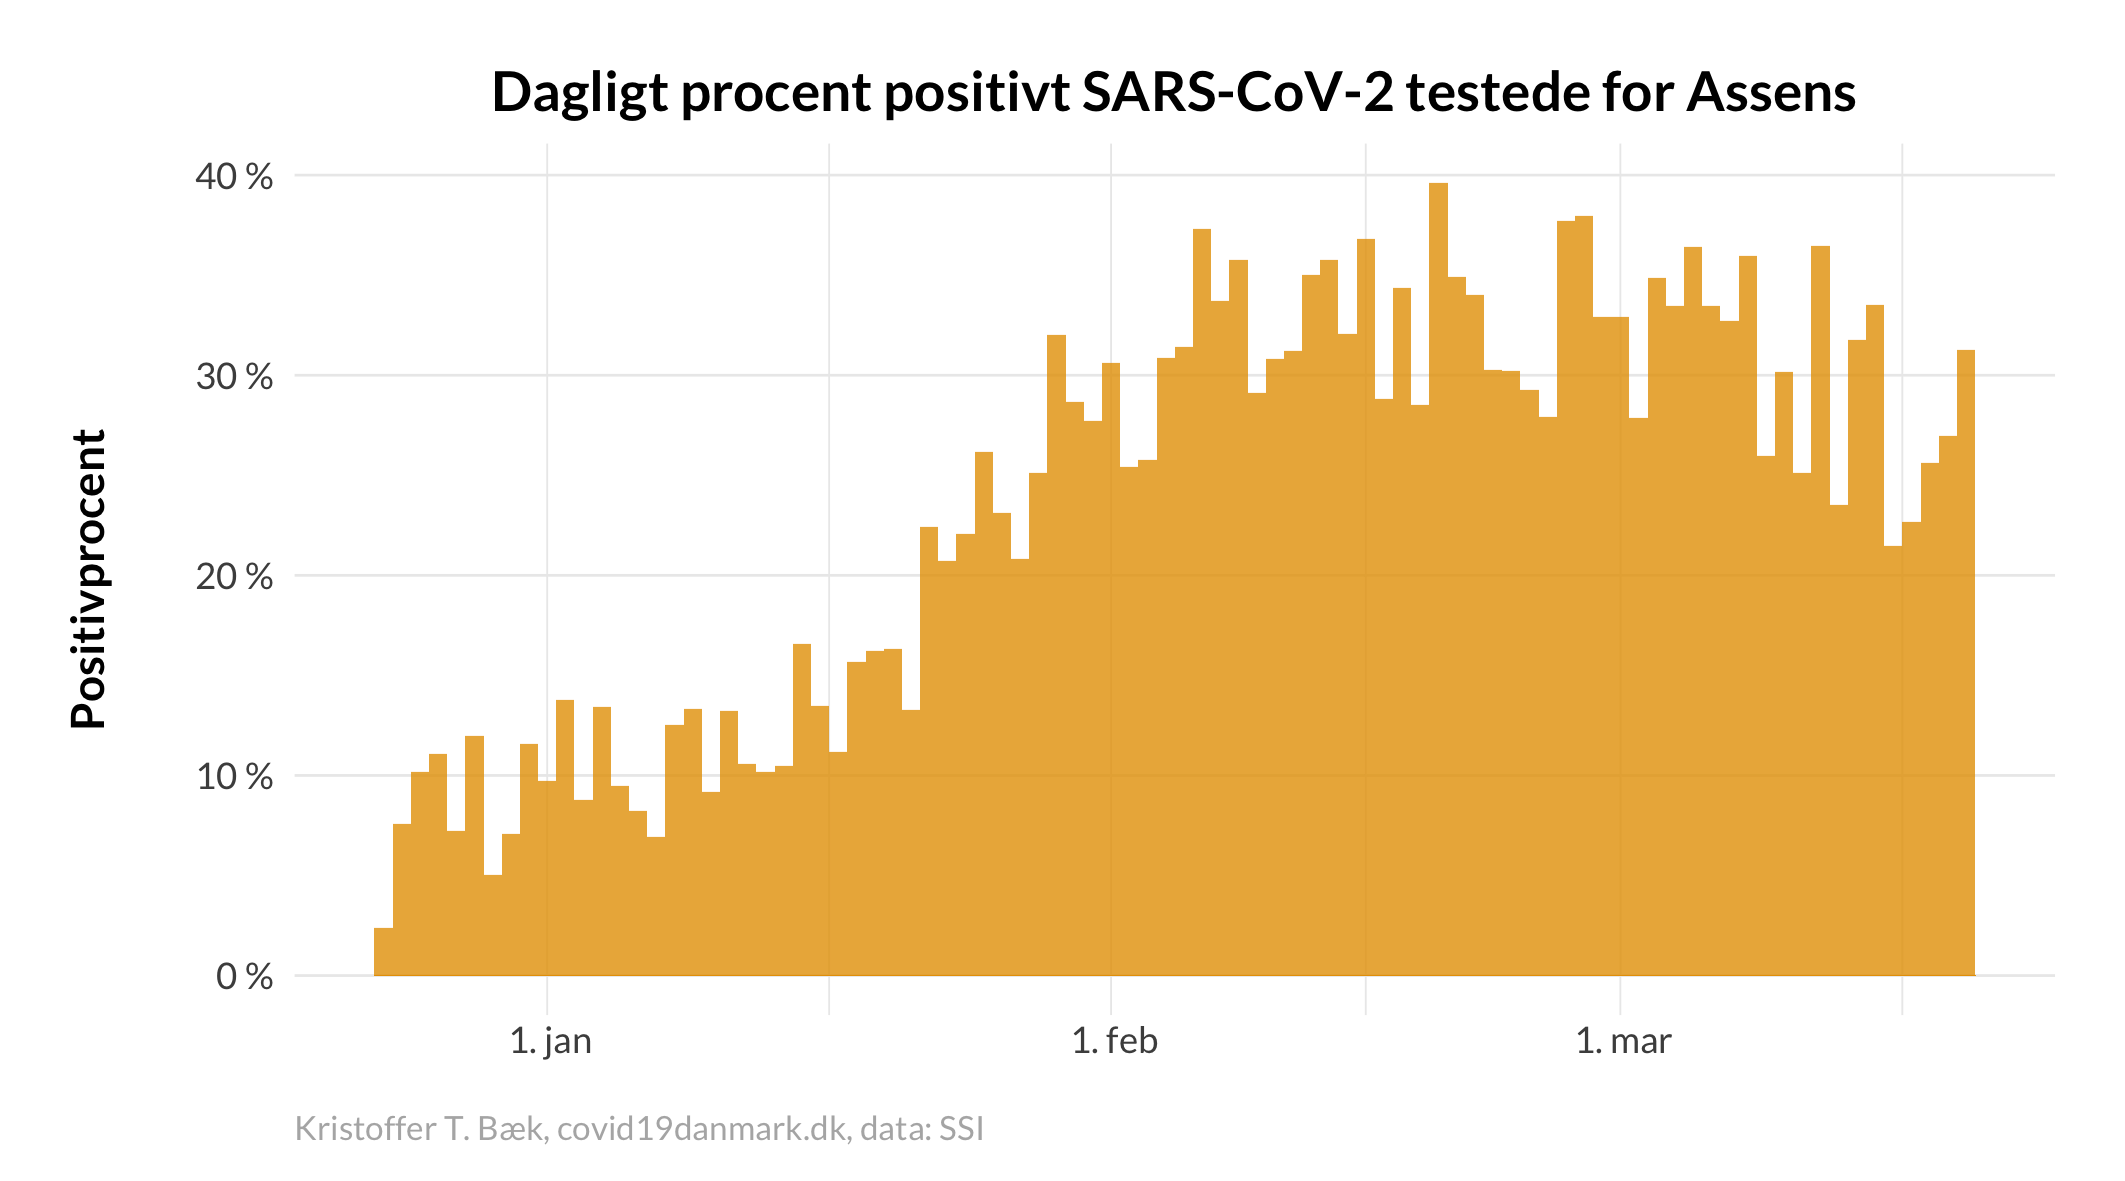 Dagligt procent positivt SARS-CoV-2 testede for Assens
Positivprocent
40 %
30 %
20 %
10 %
0 %
1. jan
1. feb
1. mar
Kristoffer T. Bæk, covid19danmark.dk, data: SSI